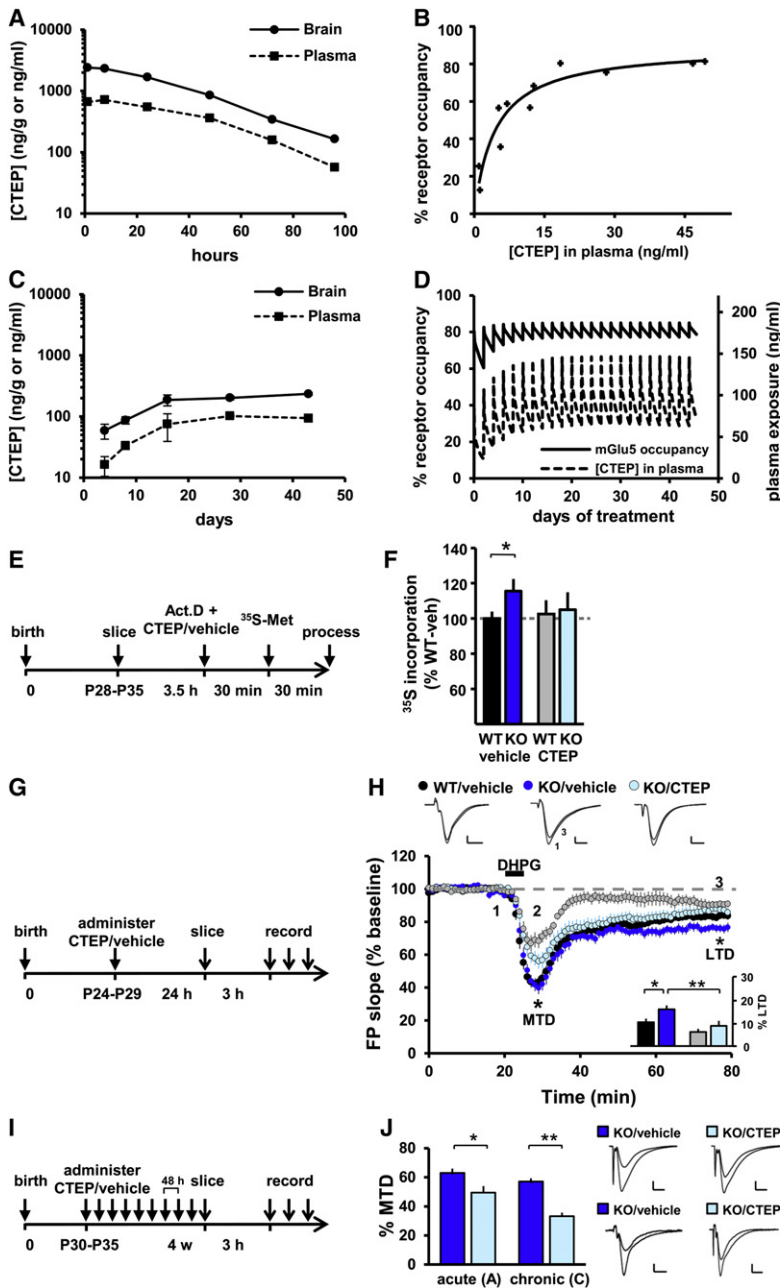 A
Brain
Plasma
[CTEP] (ng/g or ng/ml)
10000
1000
100
10
0 20 40 60 80 100
hours
B
% receptor occupancy
100
80
60
40
20
0
0 15 30 45
[CTEP] in plasma (ng/ml)
C
Brain
Plasma
[CTEP] (ng/g or ng/ml)
10000
1000
100
10
0 10 20 30 40 50
days
D
% receptor occupancy
100
80
60
40
20
0
mGlu5 occupancy
[CTEP] in plasma
0 5 10 15 20 25 30 35 40 45 50
days of treatment
200
150
100
50
0
plasma exposure (ng/ml)
E
birth
slice
Act.D +
CTEP/vehicle
35S-Met
process
0
P28-P35
3.5 h
30 min
30 min
F
35S incorporation
(% WT-veh)
140
120
100
80
60
*
WT KO WT KO
vehicle CTEP
G
birth
administer
CTEP/vehicle
slice
record
0
P24-P29
24 h
3 h
H
WT/vehicle
KO/vehicle
KO/CTEP
3
1
FP slope (% baseline)
120
100
80
60
40
20
0
DHPG
1
2
3
*
MTD
*
LTD
* **
30
20
10
0
% LTD
0 20 40 60 80
Time (min)
I
birth
administer
CTEP/vehicle
48 h
slice
record
0
P30-P35
4 w
3 h
J
% MTD
80
60
40
20
0
*
**
acute (A)
chronic (C)
KO/vehicle
KO/CTEP
KO/vehicle
KO/CTEP